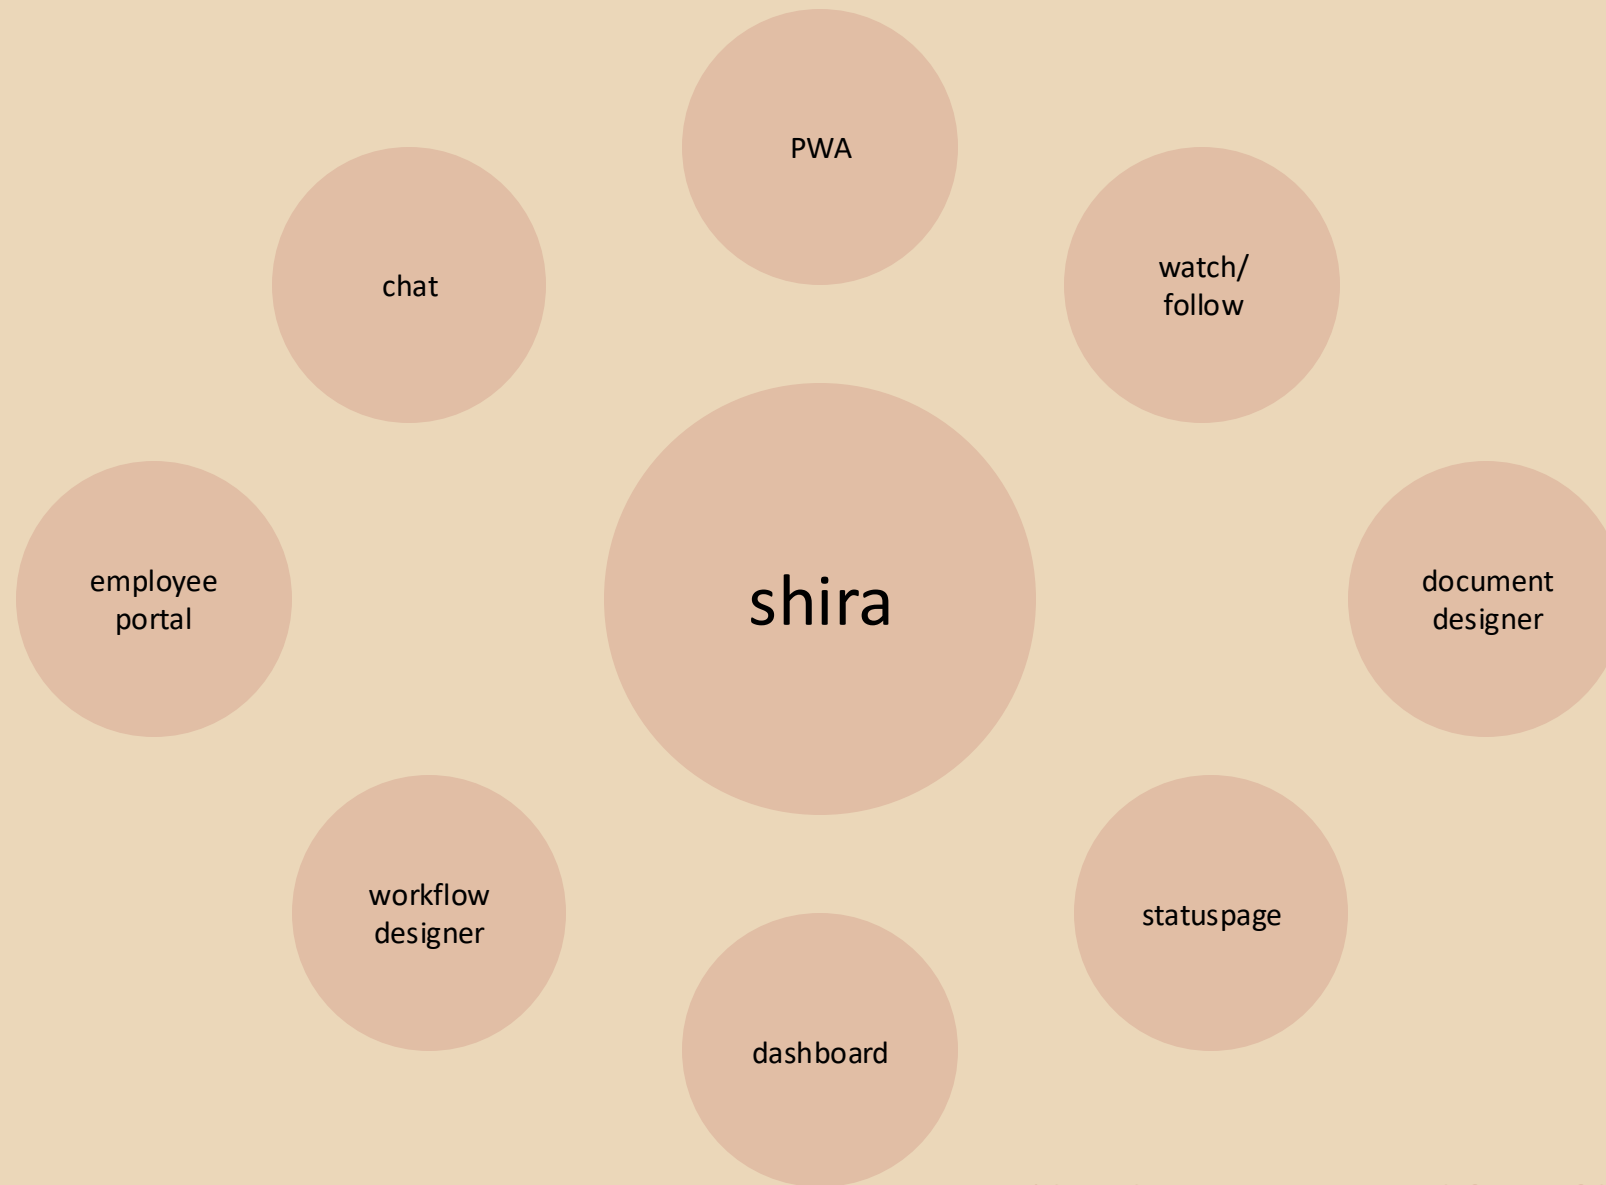 PWA
chat
watch/
follow
shira
employee
portal
document
designer
workflow
designer
statuspage
dashboard